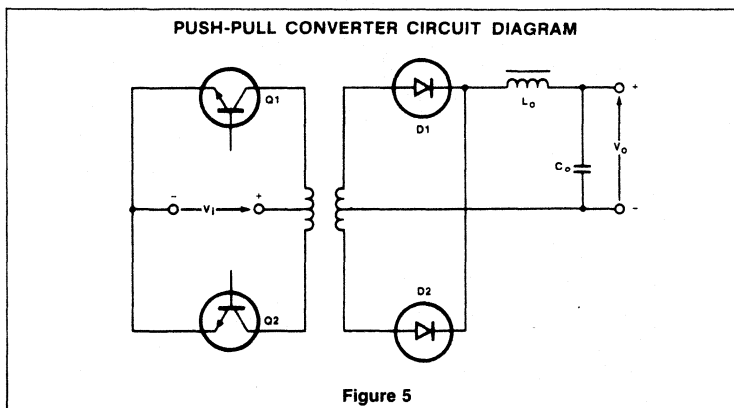 PUSH-PULL CONVERTER CIRCUIT DIAGRAM
Q1
D1
Lo
+
Co
Vo
- Vi +
-
Q2
D2
Figure 5